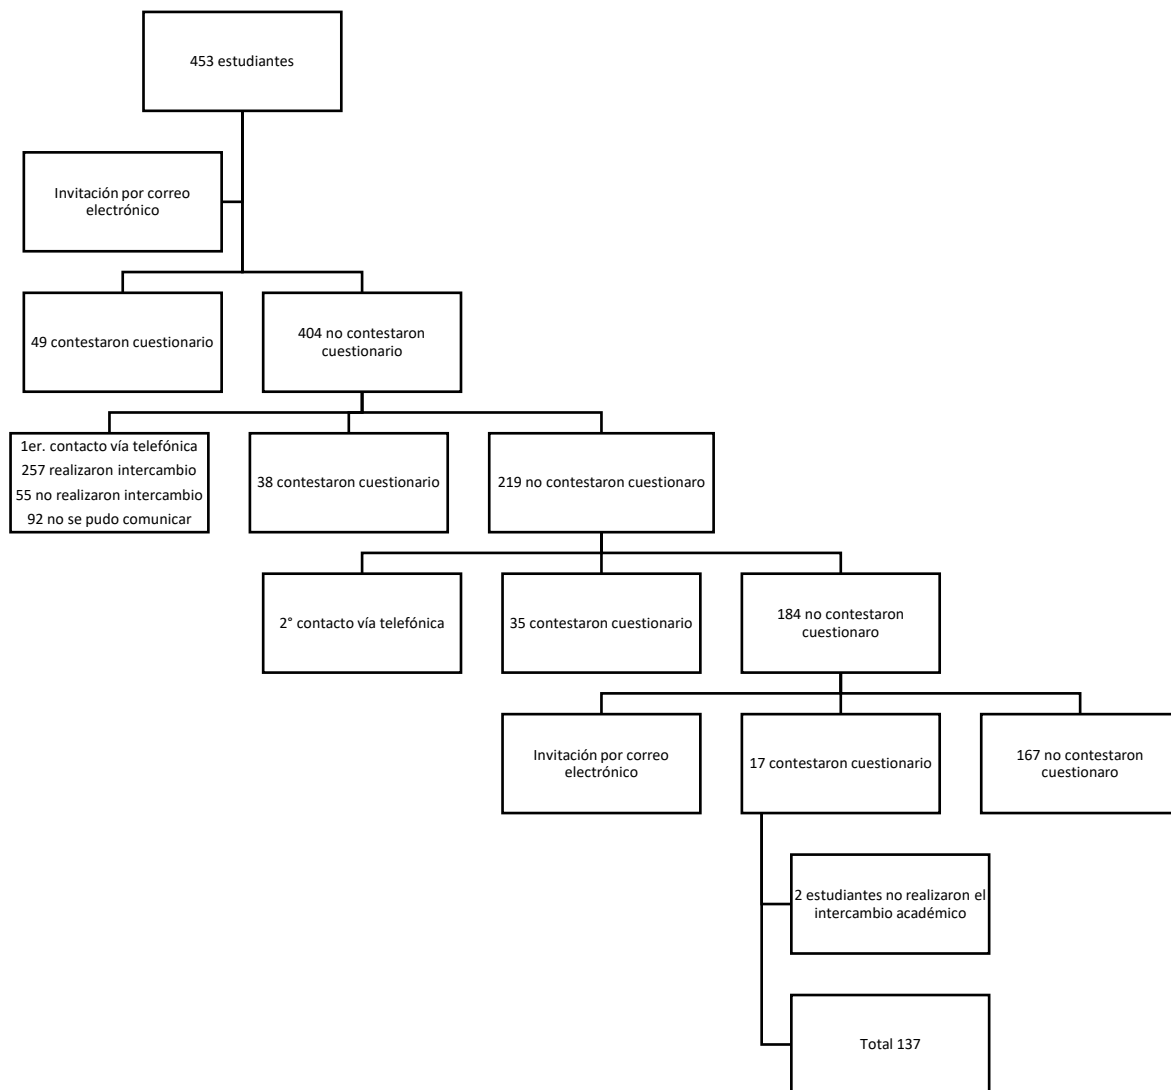 453 estudiantes
Invitación por correo
electrónico
49 contestaron cuestionario
404 no contestaron
cuestionario
1er. contacto vía telefónica
257 realizaron intercambio
55 no realizaron intercambio
92 no se pudo comunicar
38 contestaron cuestionario
219 no contestaron cuestionaro
2° contacto vía telefónica
35 contestaron cuestionario
184 no contestaron
cuestionaro
Invitación por correo
electrónico
17 contestaron cuestionario
167 no contestaron
cuestionaro
2 estudiantes no realizaron el
intercambio académico
Total 137